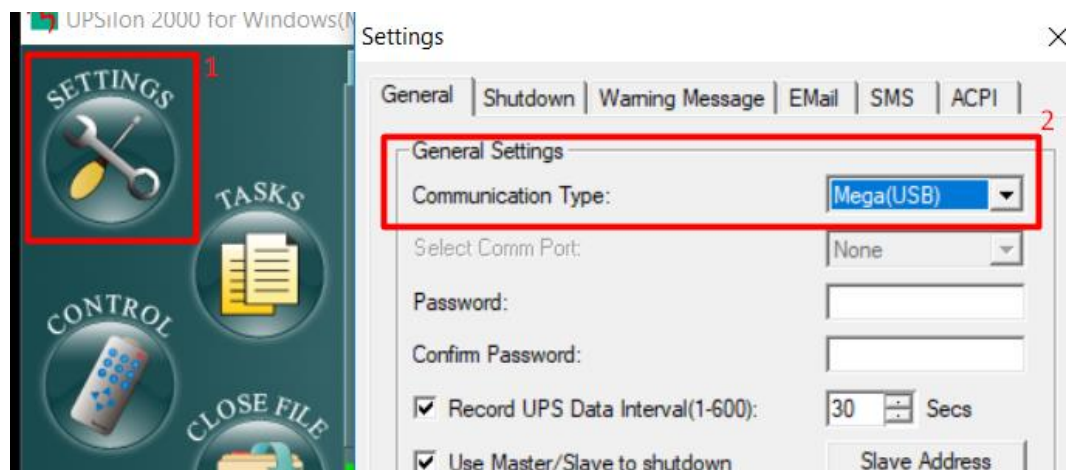 UPSilon 2000 for Windows(
Settings
SETTINGS
1
General Shutdown Warning Message EMail SMS ACPI
2
General Settings
Communication Type: Mega(USB)
TASKS
Select Comm Port: None
Password:
CONTROL
Confirm Password:
CLOSE FILE
Record UPS Data Interval(1-600): 30 Secs
Use Master/Slave to shutdown Slave Address